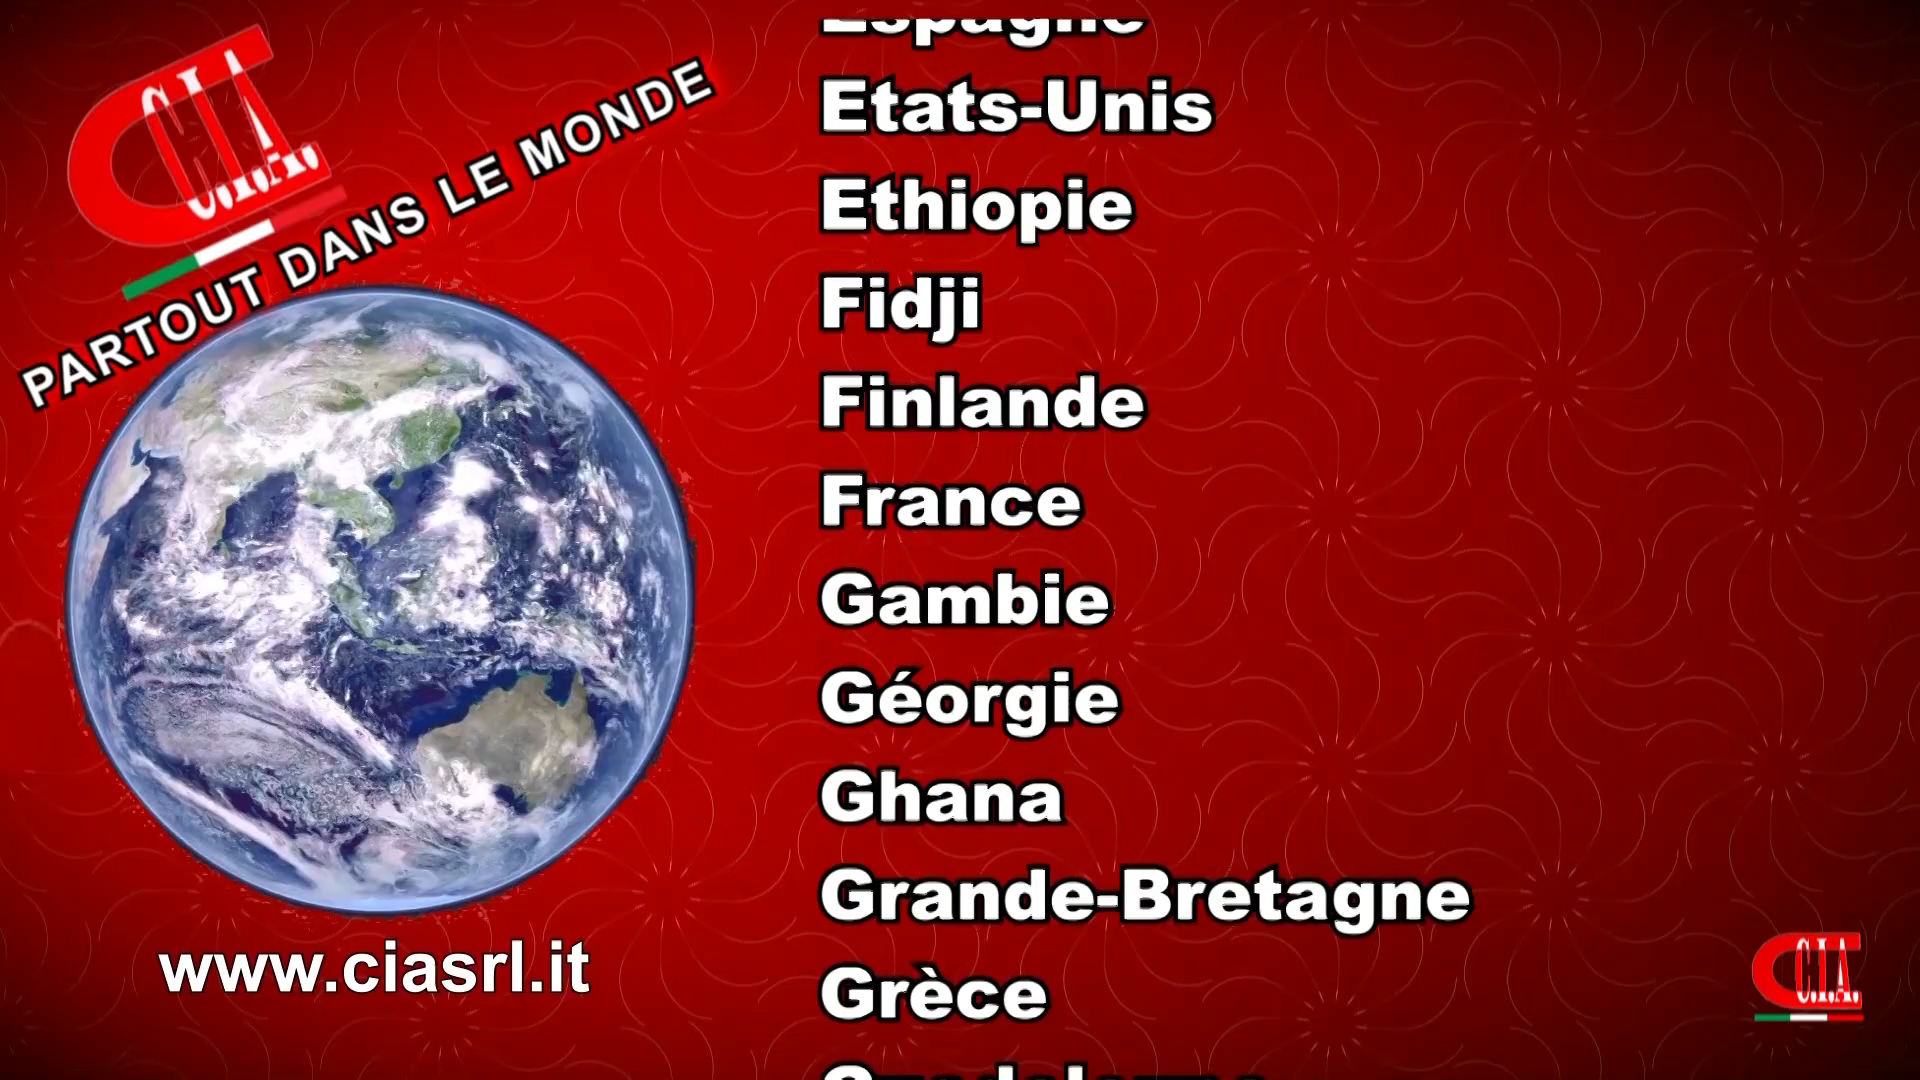 C.I.A.
PARTOUT DANS LE MONDE
www.ciasrl.it
Espagne
Etats-Unis
Ethiopie
Fidji
Finlande
France
Gambie
Géorgie
Ghana
Grande-Bretagne
Grèce
C.I.A.